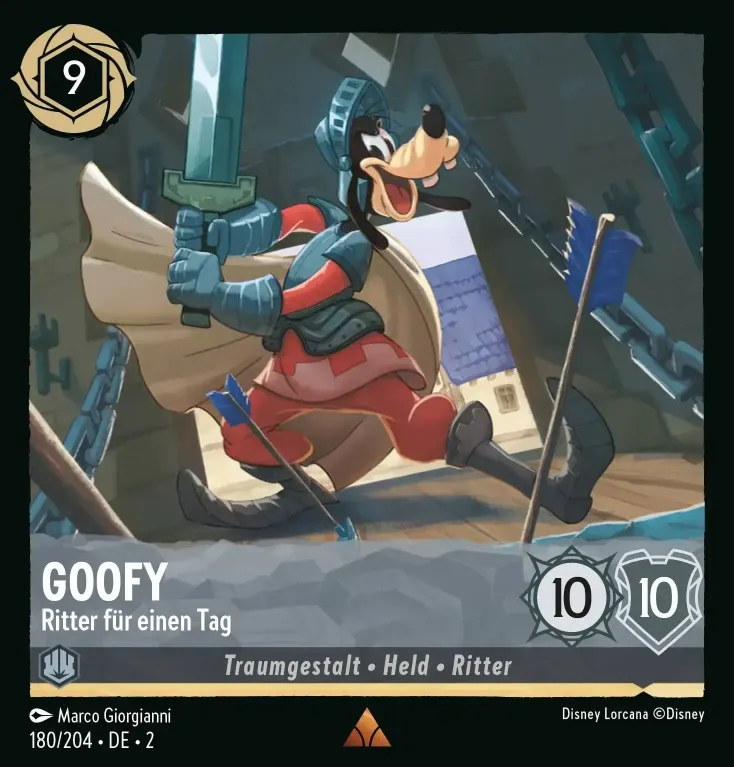 9
GOOFY
Ritter für einen Tag
10 10
Traumgestalt • Held • Ritter
Marco Giorgianni
Disney Lorcana ©Disney
180/204 • DE • 2